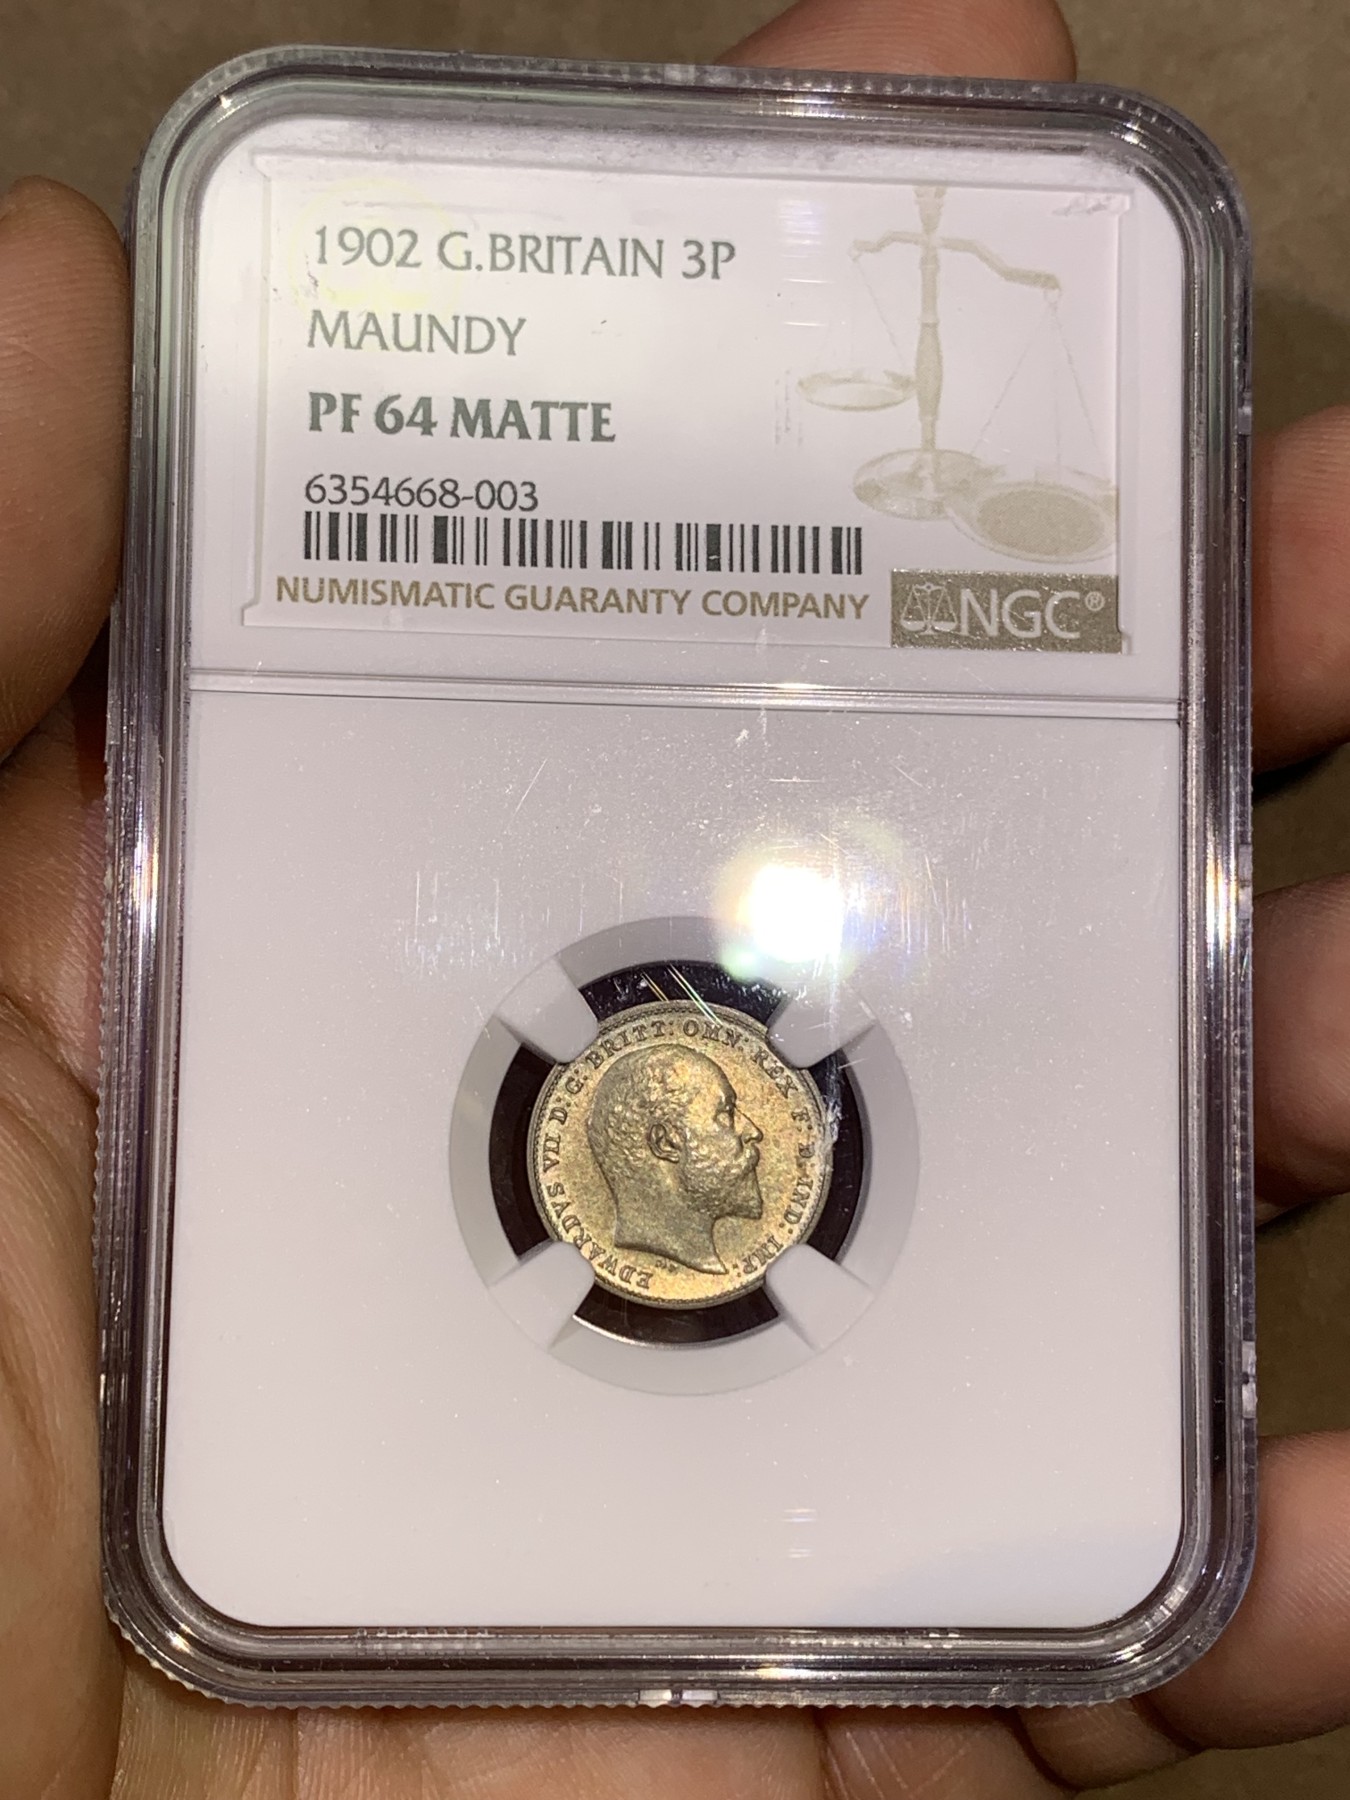 1902 G.BRITAIN 3P
MAUNDY
PF 64 MATTE
6354668-003
NUMISMATIC GUARANTY COMPANY
NGC®
EDWARDVS VII D: G: BRITT: OMN: REX F: D: IND: IMP: